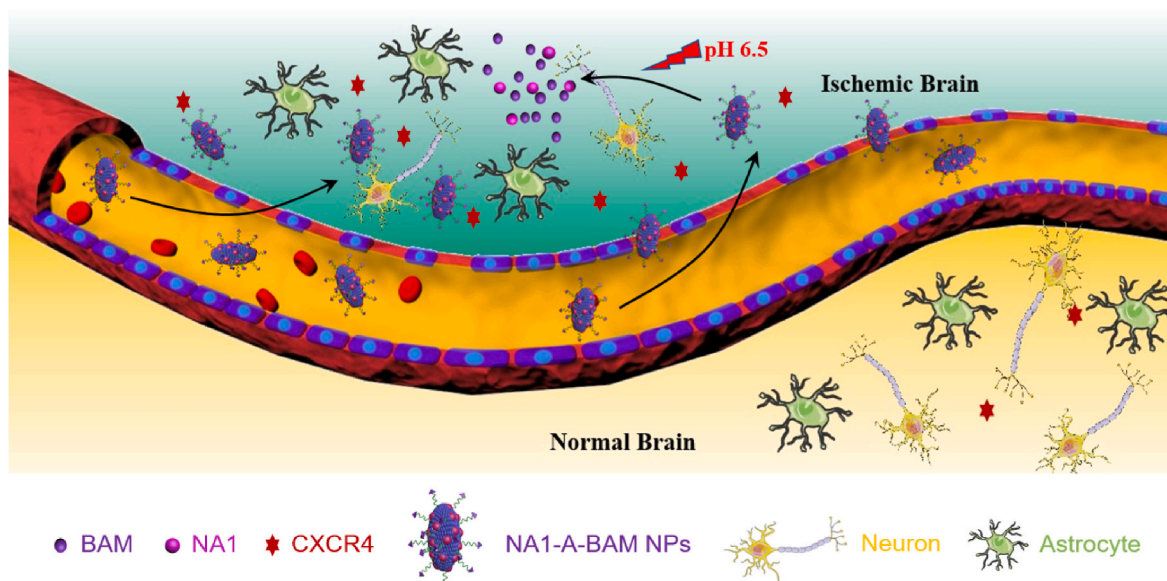 pH 6.5
Ischemic Brain
Normal Brain
BAM
NA1
CXCR4
NA1-A-BAM NPs
Neuron
Astrocyte